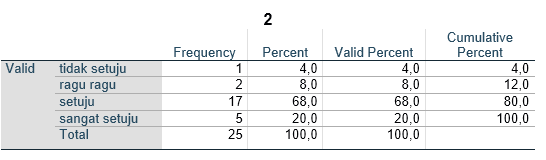 2
Frequency Percent Valid Percent Cumulative Percent
Valid tidak setuju 1 4,0 4,0 4,0
ragu ragu 2 8,0 8,0 12,0
setuju 17 68,0 68,0 80,0
sangat setuju 5 20,0 20,0 100,0
Total 25 100,0 100,0